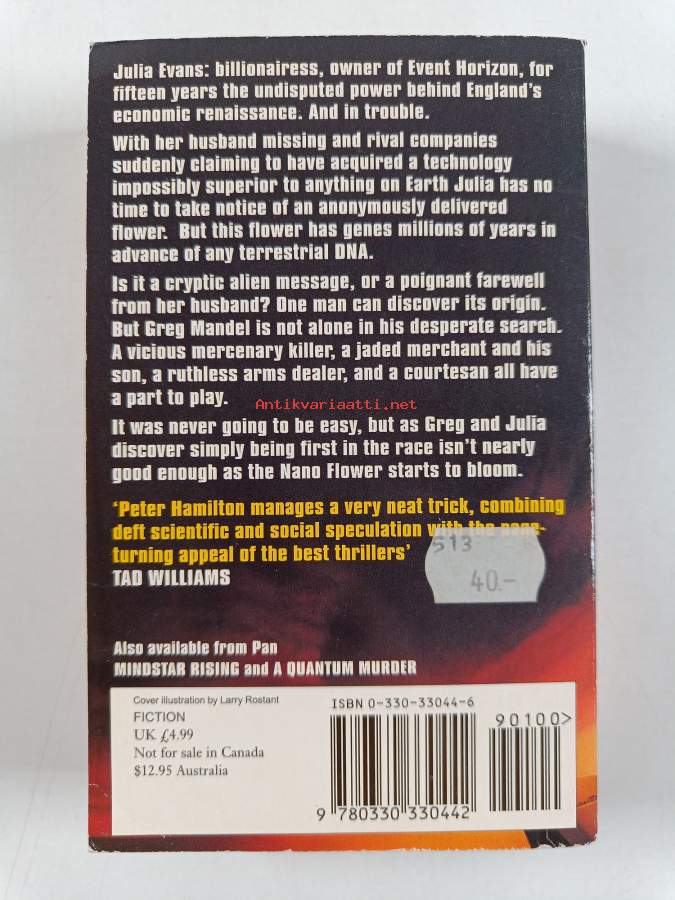 Julia Evans: billionairess, owner of Event Horizon, for
fifteen years the undisputed power behind England's
economic renaissance. And in trouble.
With her husband missing and rival companies
suddenly claiming to have acquired a technology
impossibly superior to anything on Earth Julia has no
time to take notice of an anonymously delivered
flower. But this flower has genes millions of years in
advance of any terrestrial DNA.
Is it a cryptic alien message, or a poignant farewell
from her husband? One man can discover its origin.
But Greg Mandel is not alone in his desperate search.
A vicious mercenary killer, a jaded merchant and his
son, a ruthless arms dealer, and a courtesan all have
a part to play.
Antikvariaatti.net
It was never going to be easy, but as Greg and Julia
discover simply being first in the race isn't nearly
good enough as the Nano Flower starts to bloom.
'Peter Hamilton manages a very neat trick, combining
deft scientific and social speculation with the page-
turning appeal of the best thrillers'
TAD WILLIAMS
513
40.-
Also available from Pan
MINDSTAR RISING and A QUANTUM MURDER
Cover illustration by Larry Rostant
FICTION
UK £4.99
Not for sale in Canada
$12.95 Australia
ISBN 0-330-33044-6
90100>
9 780330 330442